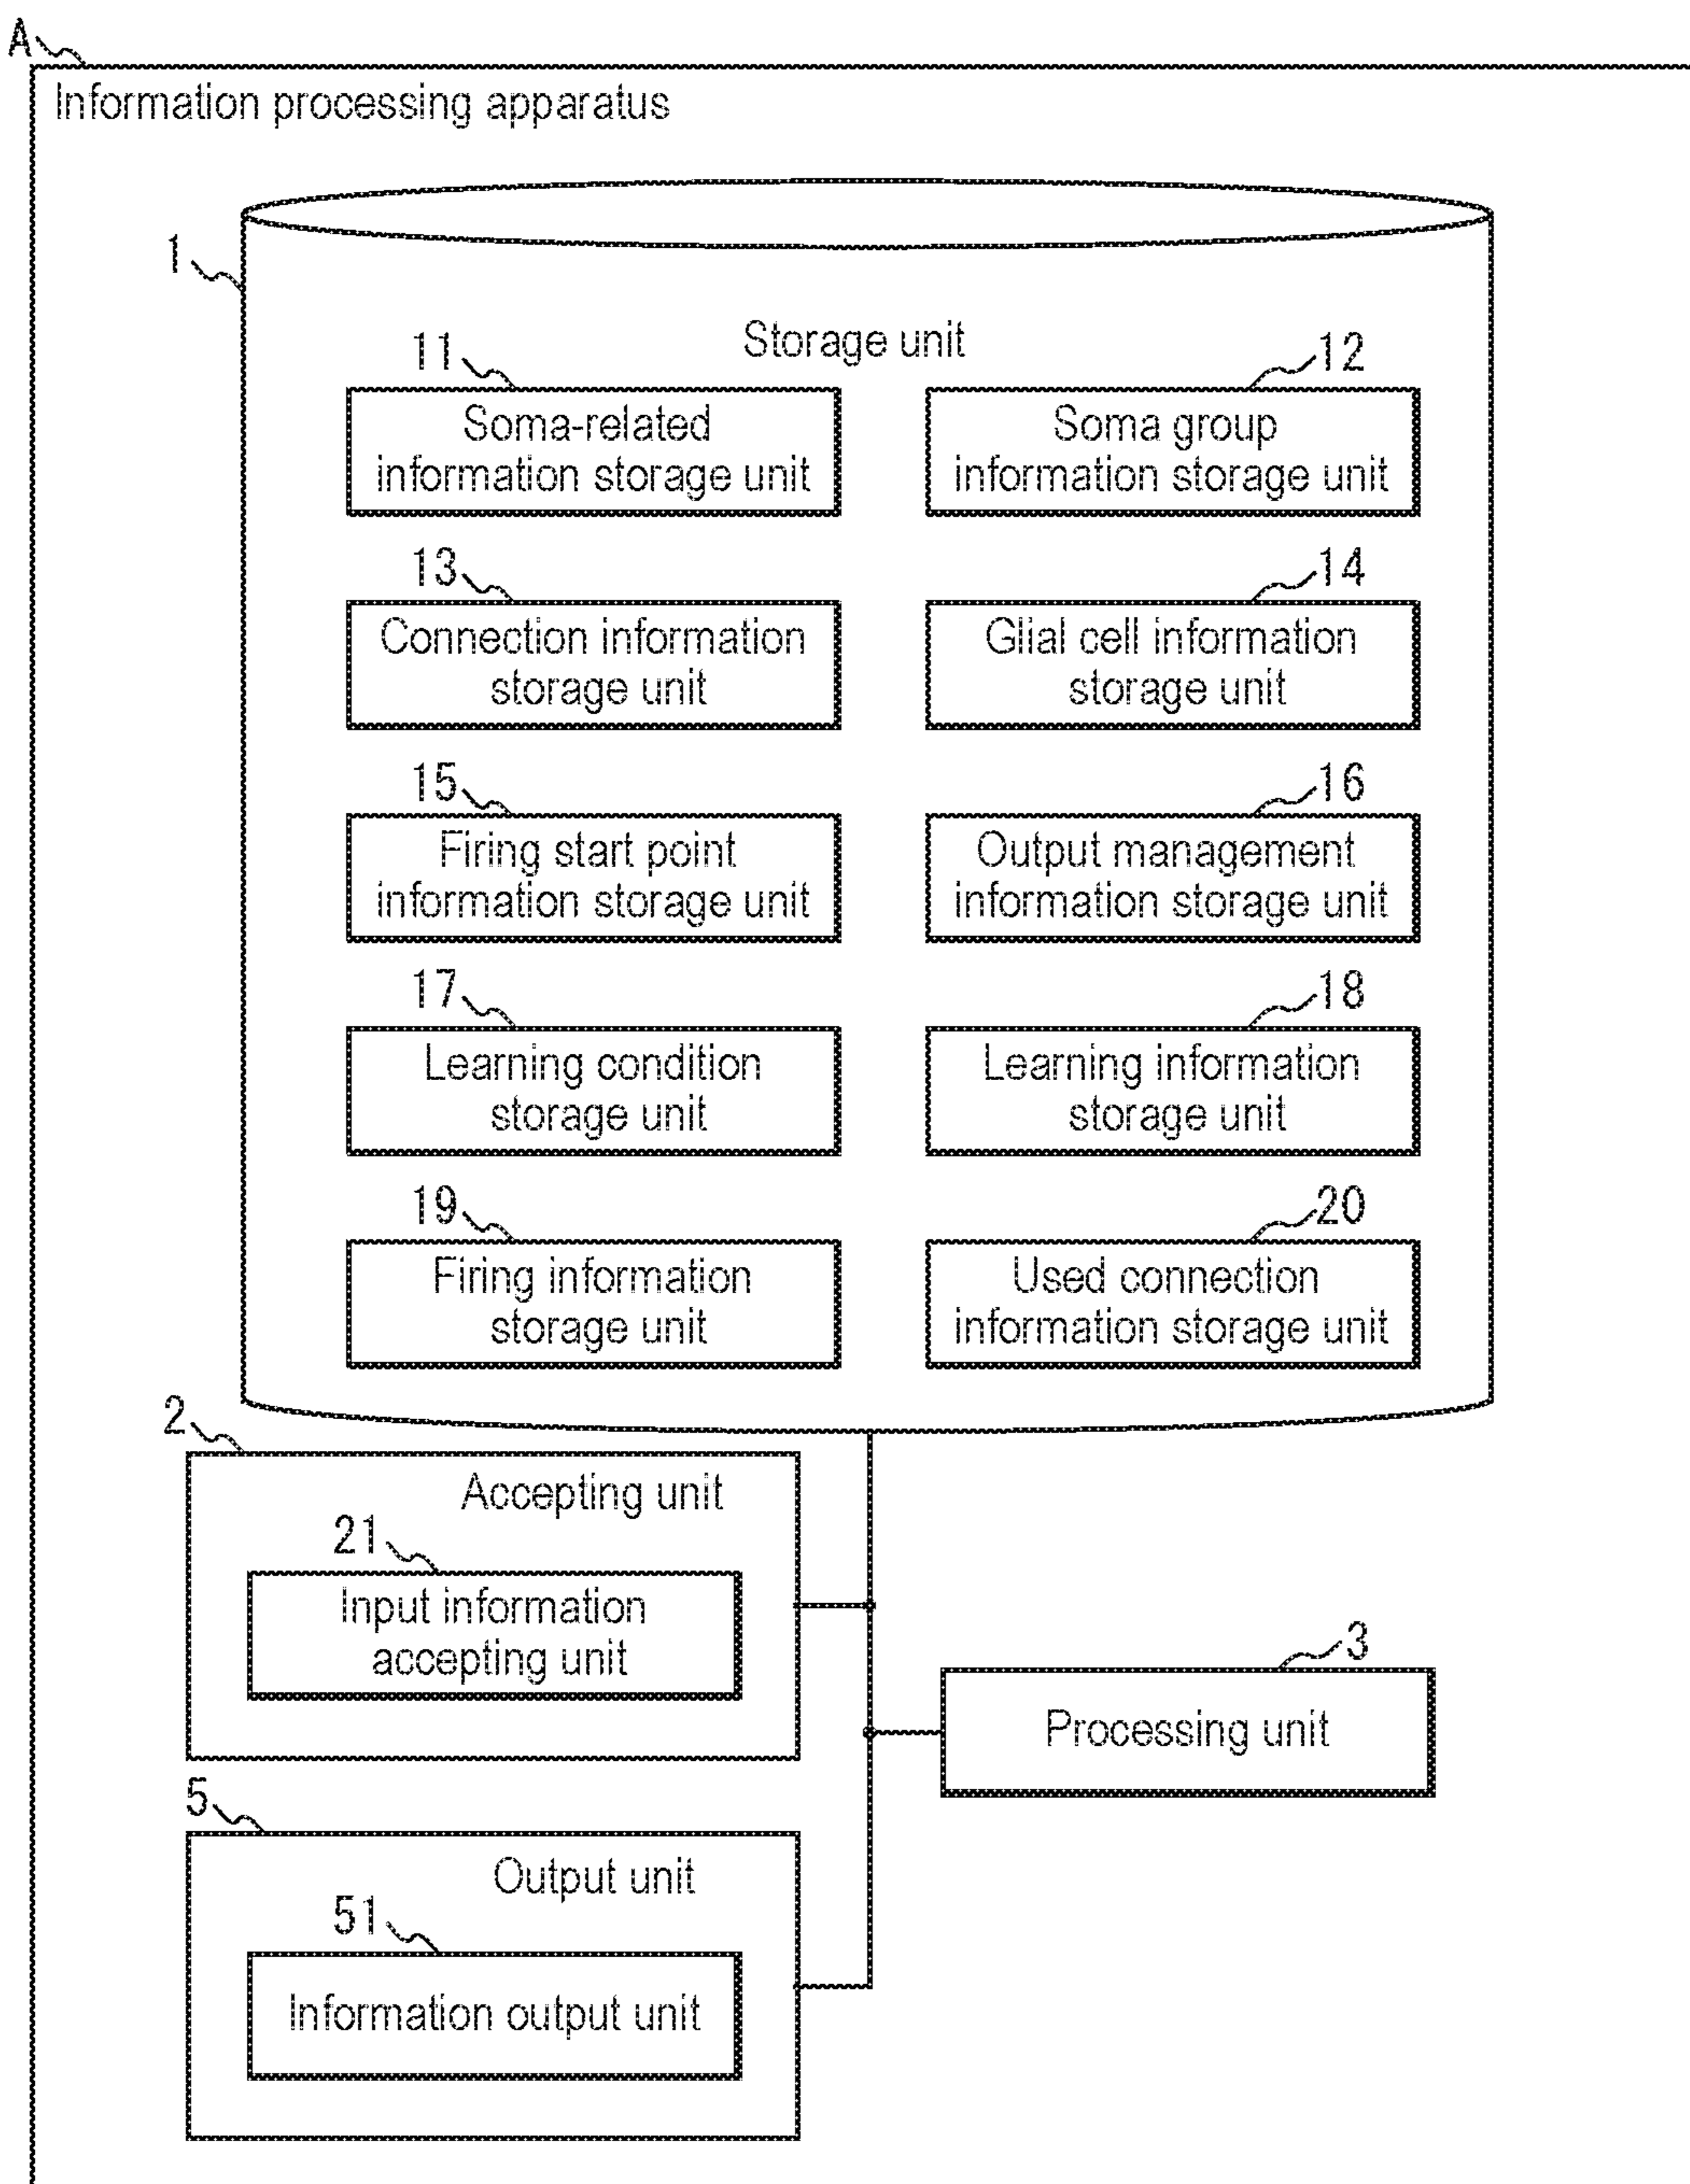 A
Information processing apparatus
1
Storage unit
11
12
Soma-related
information storage unit
Soma group
information storage unit
13
14
Connection information
storage unit
Glial cell information
storage unit
15
16
Firing start point
information storage unit
Output management
information storage unit
17
18
Learning condition
storage unit
Learning information
storage unit
19
20
Firing information
storage unit
Used connection
information storage unit
2
Accepting unit
21
Input information
accepting unit
3
Processing unit
5
Output unit
51
Information output unit